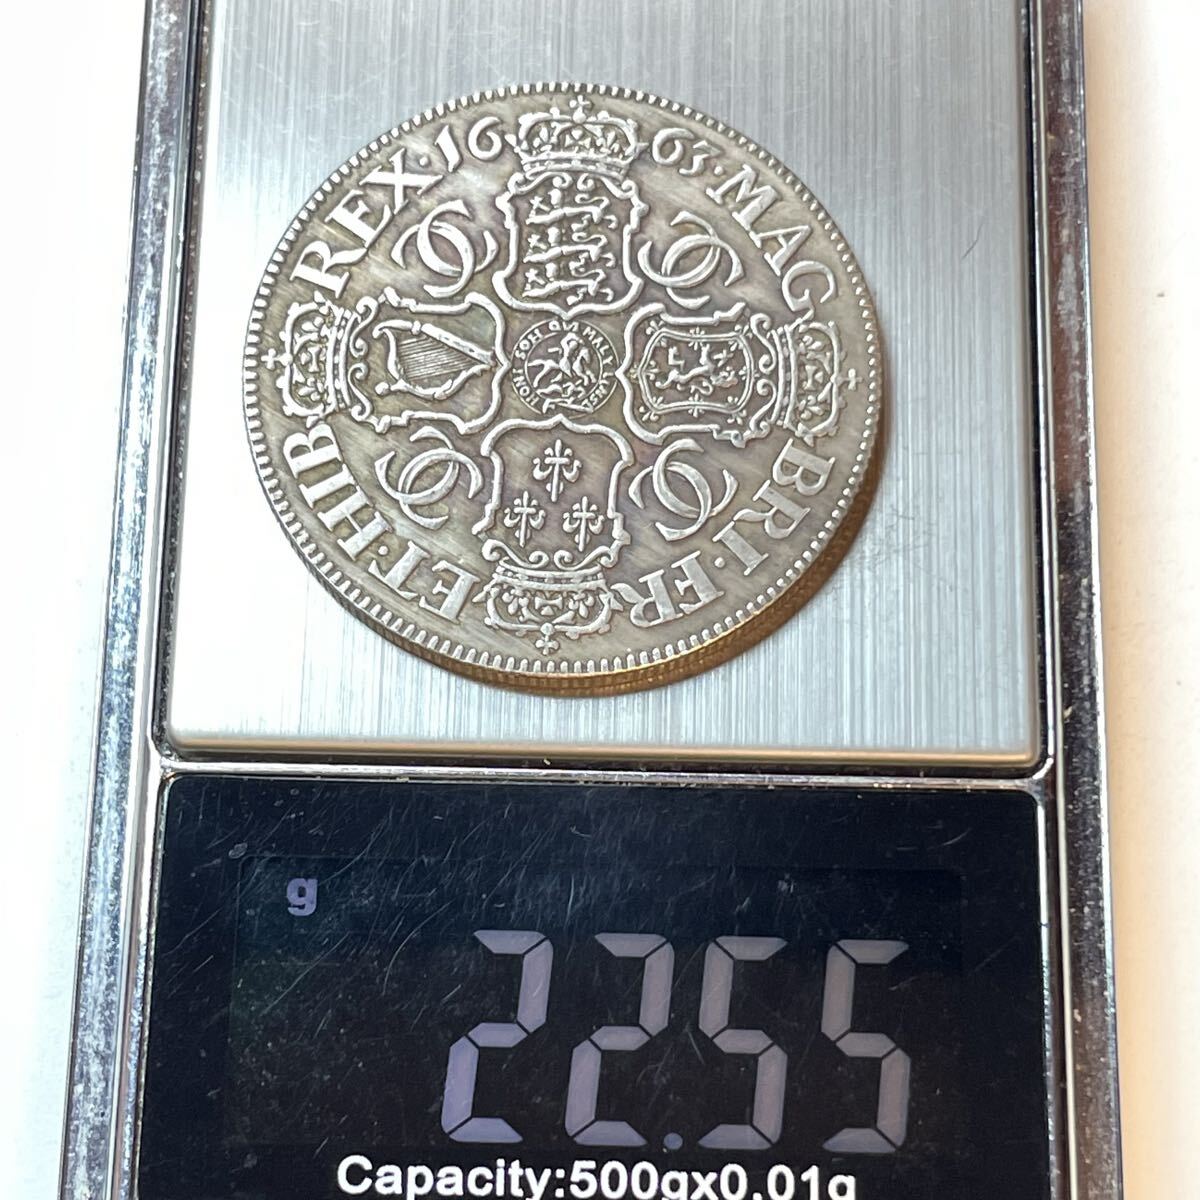 1663·MAG
BRI·FR
ET·HIB
REX·
HONI SOIT QUI MAL Y PENSE
g
22.55
Capacity:500gx0.01g